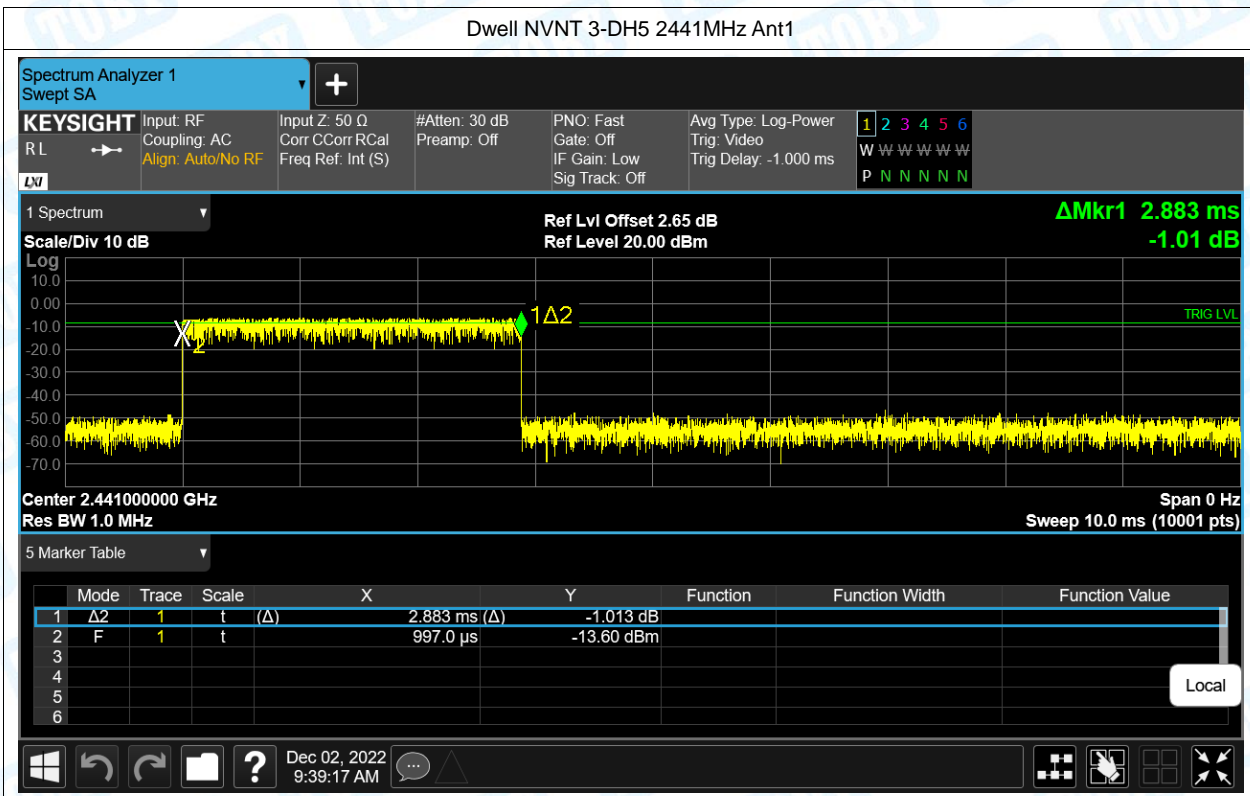 Dwell NVNT 3-DH5 2441MHz Ant1
Spectrum Analyzer 1
Swept SA
KEYSIGHT
R L
LXI
Input: RF
Coupling: AC
Align: Auto/No RF
Input Z: 50 Ω
Corr CCorr RCal
Freq Ref: Int (S)
#Atten: 30 dB
Preamp: Off
PNO: Fast
Gate: Off
IF Gain: Low
Sig Track: Off
Avg Type: Log-Power
Trig: Video
Trig Delay: -1.000 ms
1 2 3 4 5 6
W W W W W W
P N N N N N
1 Spectrum
Scale/Div 10 dB
Ref Lvl Offset 2.65 dB
Ref Level 20.00 dBm
ΔMkr1 2.883 ms
-1.01 dB
Log
10.0
0.00
-10.0
-20.0
-30.0
-40.0
-50.0
-60.0
-70.0
1Δ2
TRIG LVL
X
2
Center 2.441000000 GHz
Res BW 1.0 MHz
Span 0 Hz
Sweep 10.0 ms (10001 pts)
5 Marker Table
Mode Trace Scale X Y Function Function Width Function Value
1 Δ2 1 t (Δ) 2.883 ms (Δ) -1.013 dB
2 F 1 t 997.0 µs -13.60 dBm
3
4
5
6
Local
?
Dec 02, 2022
9:39:17 AM
TOBY